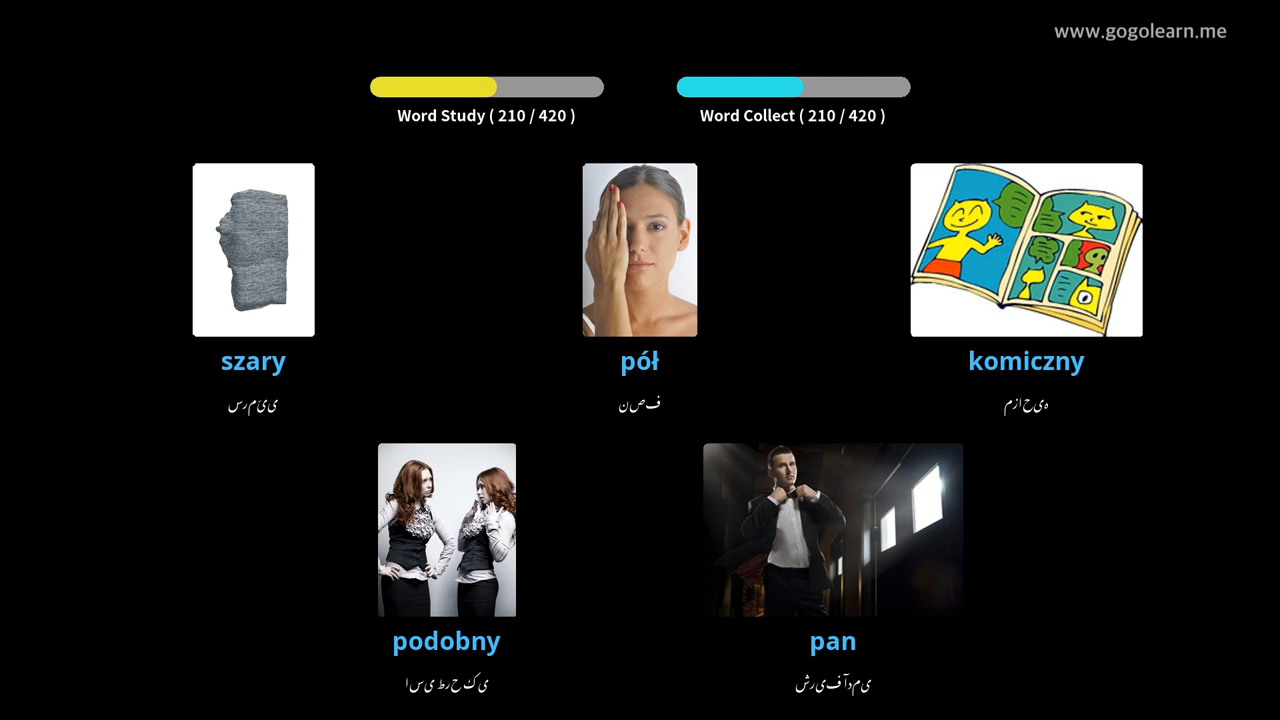 www.gogolearn.me
Word Study ( 210 / 420 )
Word Collect ( 210 / 420 )
szary
pół
komiczny
سرمئی
نصف
مزاحیہ
podobny
pan
اسی طرح کی
شریف آدمی